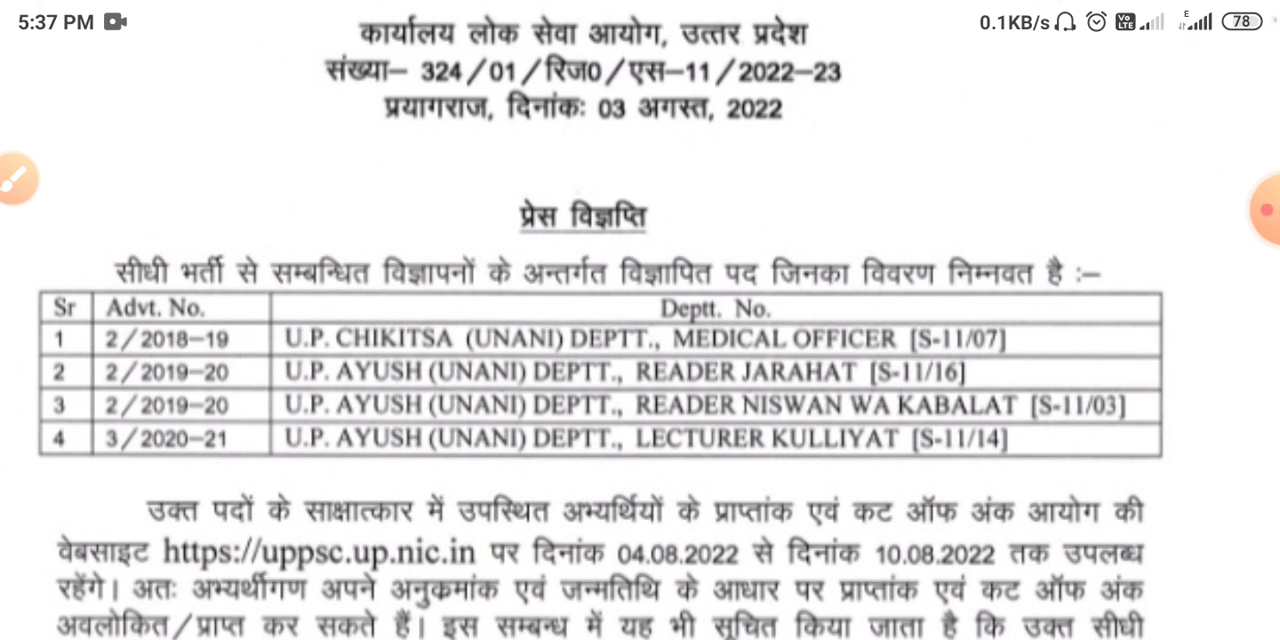 5:37 PM
0.1KB/s Vo LTE E 78
कार्यालय लोक सेवा आयोग, उत्तर प्रदेश
संख्या– 324/01/रिज0/एस–11/2022–23
प्रयागराज, दिनांकः 03 अगस्त, 2022
प्रेस विज्ञप्ति
सीधी भर्ती से सम्बन्धित विज्ञापनों के अन्तर्गत विज्ञापित पद जिनका विवरण निम्नवत है :–
Sr Advt. No. Deptt. No.
1 2/2018–19 U.P. CHIKITSA (UNANI) DEPTT., MEDICAL OFFICER [S-11/07]
2 2/2019–20 U.P. AYUSH (UNANI) DEPTT., READER JARAHAT [S-11/16]
3 2/2019–20 U.P. AYUSH (UNANI) DEPTT., READER NISWAN WA KABALAT [S-11/03]
4 3/2020–21 U.P. AYUSH (UNANI) DEPTT., LECTURER KULLIYAT [S-11/14]
उक्त पदों के साक्षात्कार में उपस्थित अभ्यर्थियों के प्राप्तांक एवं कट ऑफ अंक आयोग की
वेबसाइट https://uppsc.up.nic.in पर दिनांक 04.08.2022 से दिनांक 10.08.2022 तक उपलब्ध
रहेंगे। अतः अभ्यर्थीगण अपने अनुक्रमांक एवं जन्मतिथि के आधार पर प्राप्तांक एवं कट ऑफ अंक
अवलोकित/प्राप्त कर सकते हैं। इस सम्बन्ध में यह भी सूचित किया जाता है कि उक्त सीधी